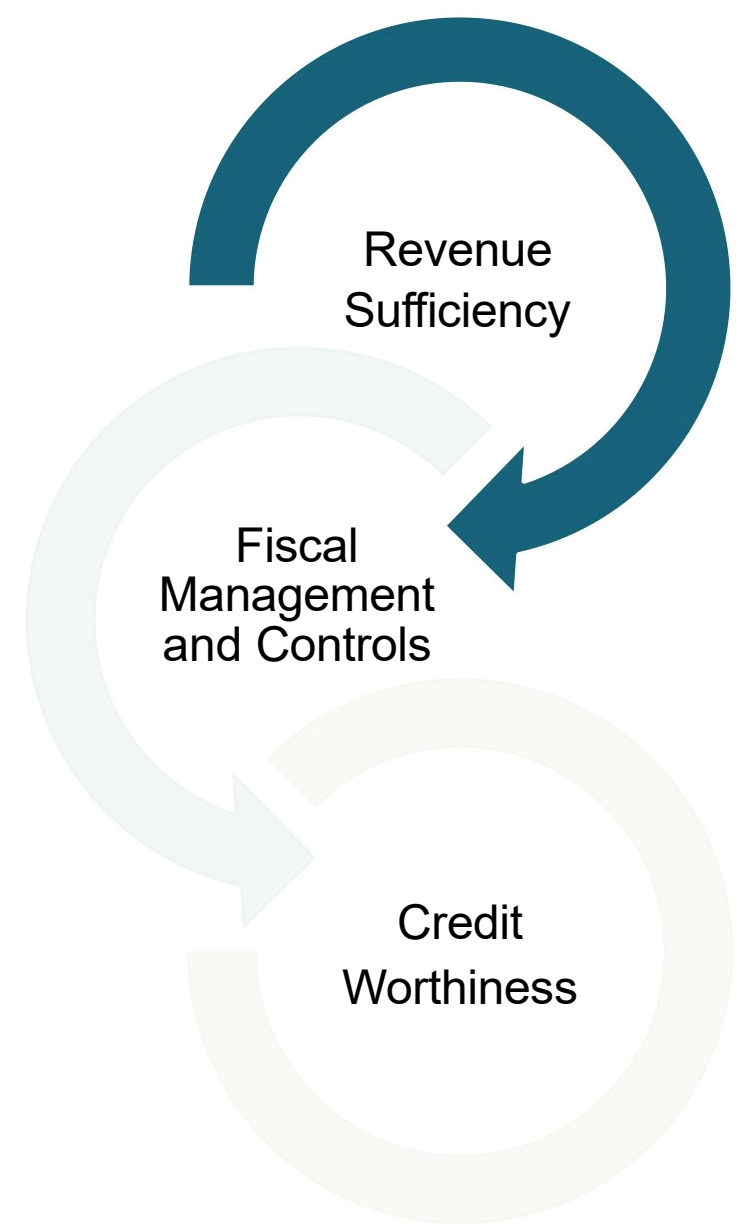 Revenue
Sufficiency
Fiscal
Management
and Controls
Credit
Worthiness